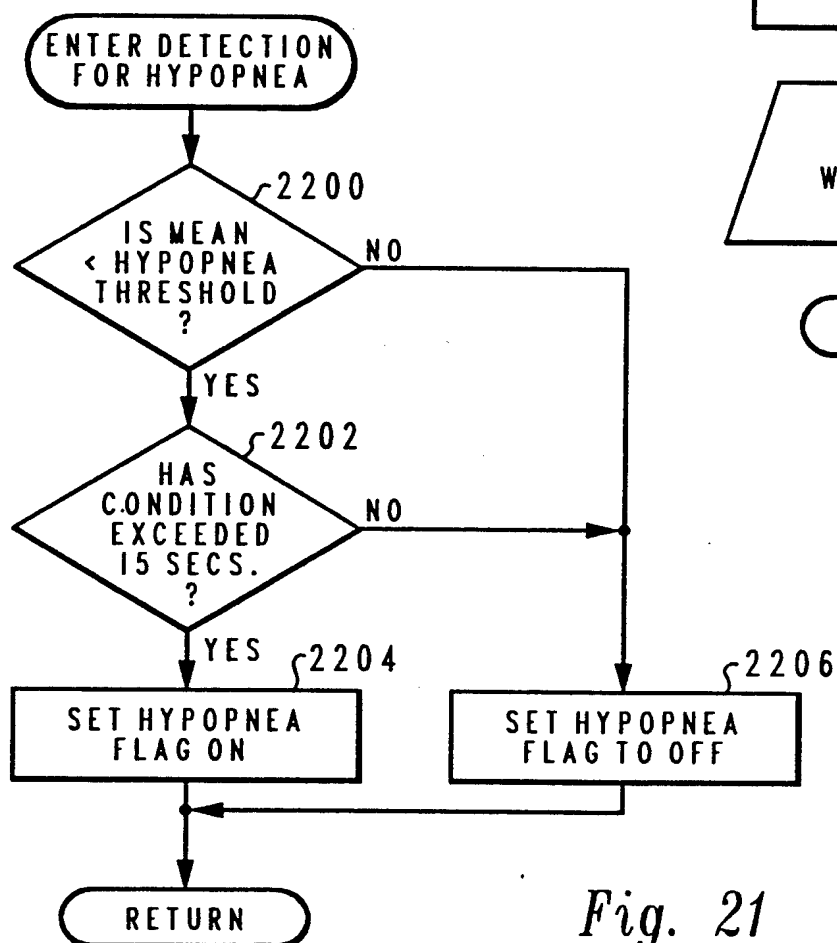 ENTER DETECTION
FOR HYPOPNEA
2200
IS MEAN
< HYPOPNEA
THRESHOLD
?
NO
YES
2202
HAS
CONDITION
EXCEEDED
15 SECS.
?
NO
YES
2204
SET HYPOPNEA
FLAG ON
2206
SET HYPOPNEA
FLAG TO OFF
RETURN
Fig. 21
W